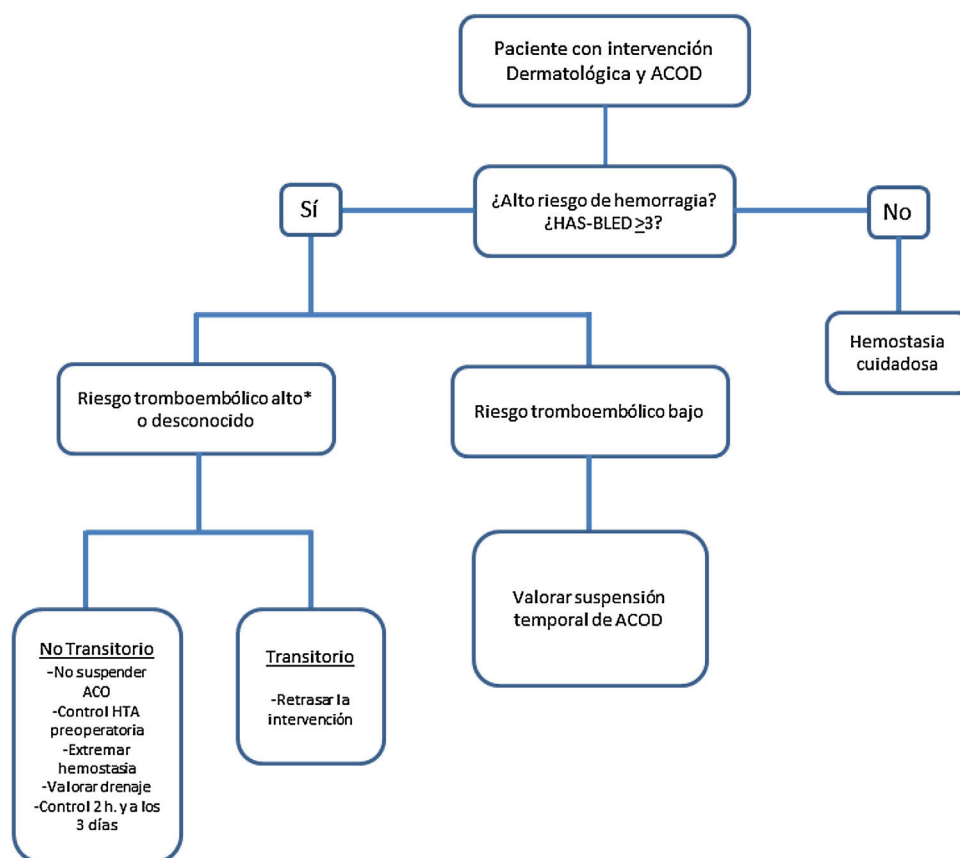 Paciente con intervención
Dermatológica y ACOD
¿Alto riesgo de hemorragia?
¿HAS-BLED ≥3?
Sí
No
Hemostasia
cuidadosa
Riesgo tromboembólico alto*
o desconocido
Riesgo tromboembólico bajo
Valorar suspensión
temporal de ACOD
No Transitorio
-No suspender
ACO
-Control HTA
preoperatoria
-Extremar
hemostasia
-Valorar drenaje
-Control 2 h. y a los
3 días
Transitorio
-Retrasar la
intervención